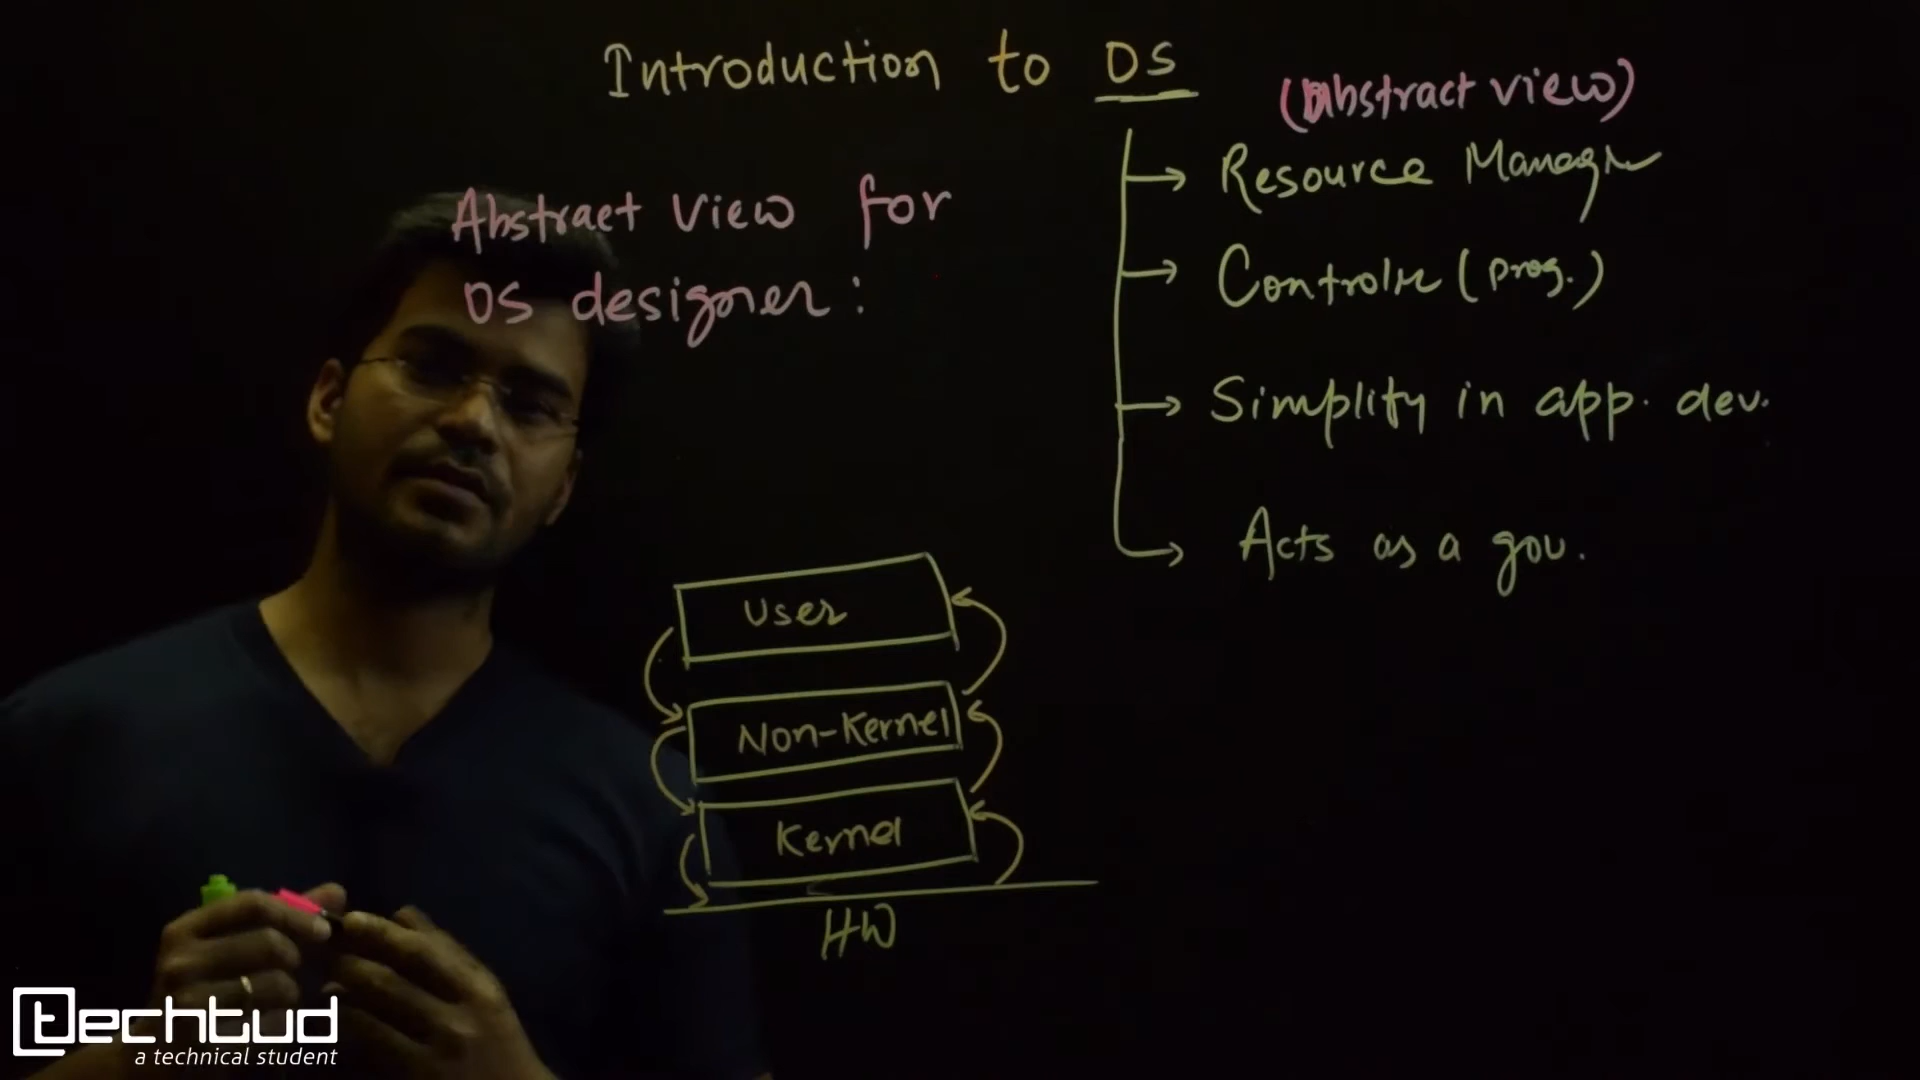 Introduction to OS
(Abstract view)
Resource Manager
Controller (prog.)
Simplity in app. dev.
Acts as a gov.
Abstract view for
OS designer:
User
Non-Kernel
Kernel
HW
techtud
a technical student